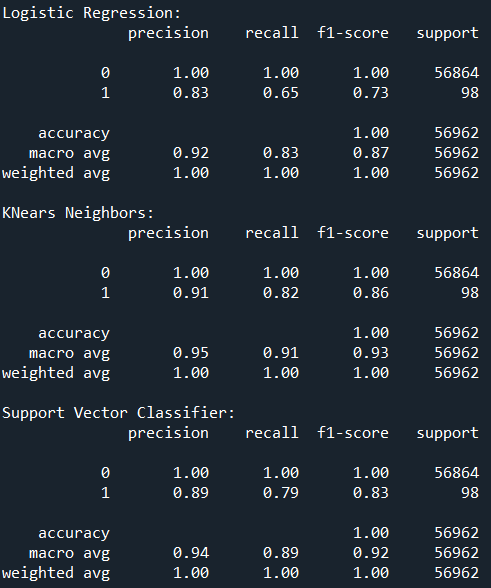 Logistic Regression:
precision recall f1-score support
0 1.00 1.00 1.00 56864
1 0.83 0.65 0.73 98
accuracy 1.00 56962
macro avg 0.92 0.83 0.87 56962
weighted avg 1.00 1.00 1.00 56962
KNears Neighbors:
precision recall f1-score support
0 1.00 1.00 1.00 56864
1 0.91 0.82 0.86 98
accuracy 1.00 56962
macro avg 0.95 0.91 0.93 56962
weighted avg 1.00 1.00 1.00 56962
Support Vector Classifier:
precision recall f1-score support
0 1.00 1.00 1.00 56864
1 0.89 0.79 0.83 98
accuracy 1.00 56962
macro avg 0.94 0.89 0.92 56962
weighted avg 1.00 1.00 1.00 56962